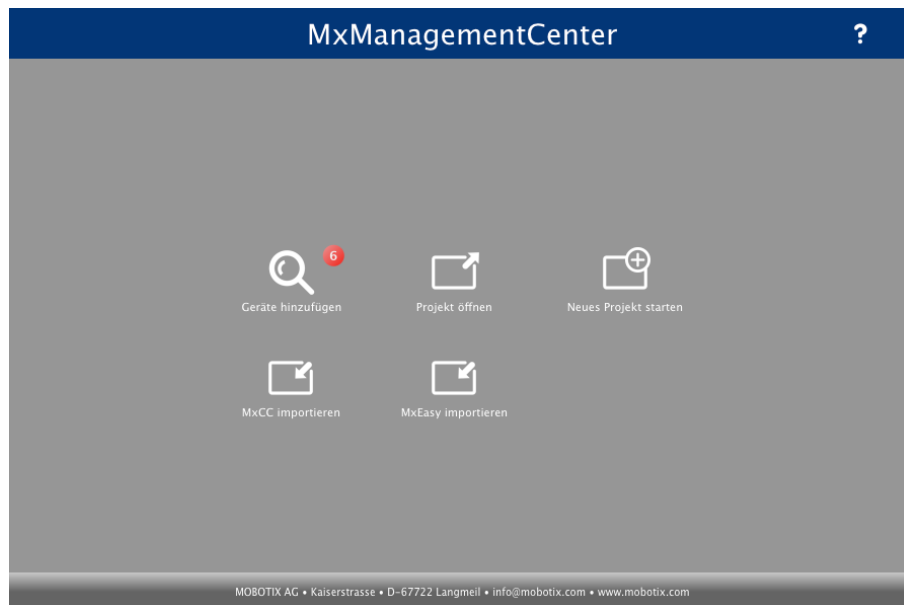 MxManagementCenter ?
6
Geräte hinzufügen Projekt öffnen Neues Projekt starten
MxCC importieren MxEasy importieren
MOBOTIX AG • Kaiserstrasse • D-67722 Langmeil • info@mobotix.com • www.mobotix.com